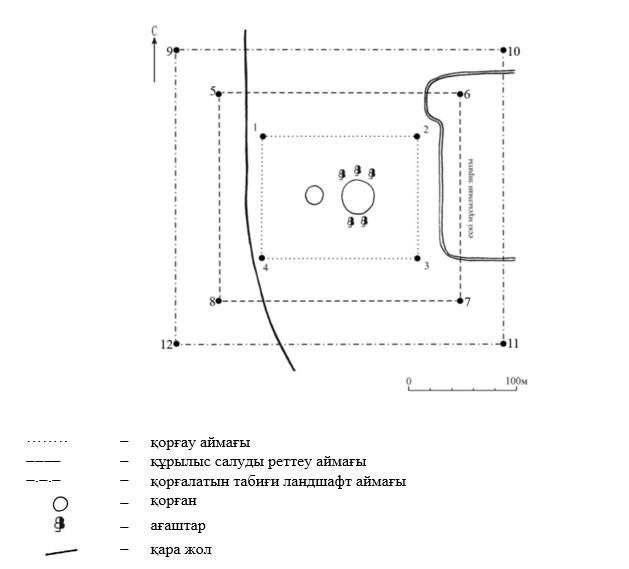 С
9 10
5 6
1 2
ескі мұсылман зираты
4 3
8 7
12 11
0 100м
– қорғау аймағы
– құрылыс салуды реттеу аймағы
– қорғалатын табиғи ландшафт аймағы
– қорған
– ағаштар
– қара жол